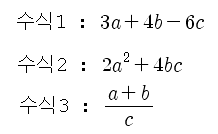 수식1 : 3a+4b−6c
수식2 : 2a²+4bc
수식3 : (a+b)/c